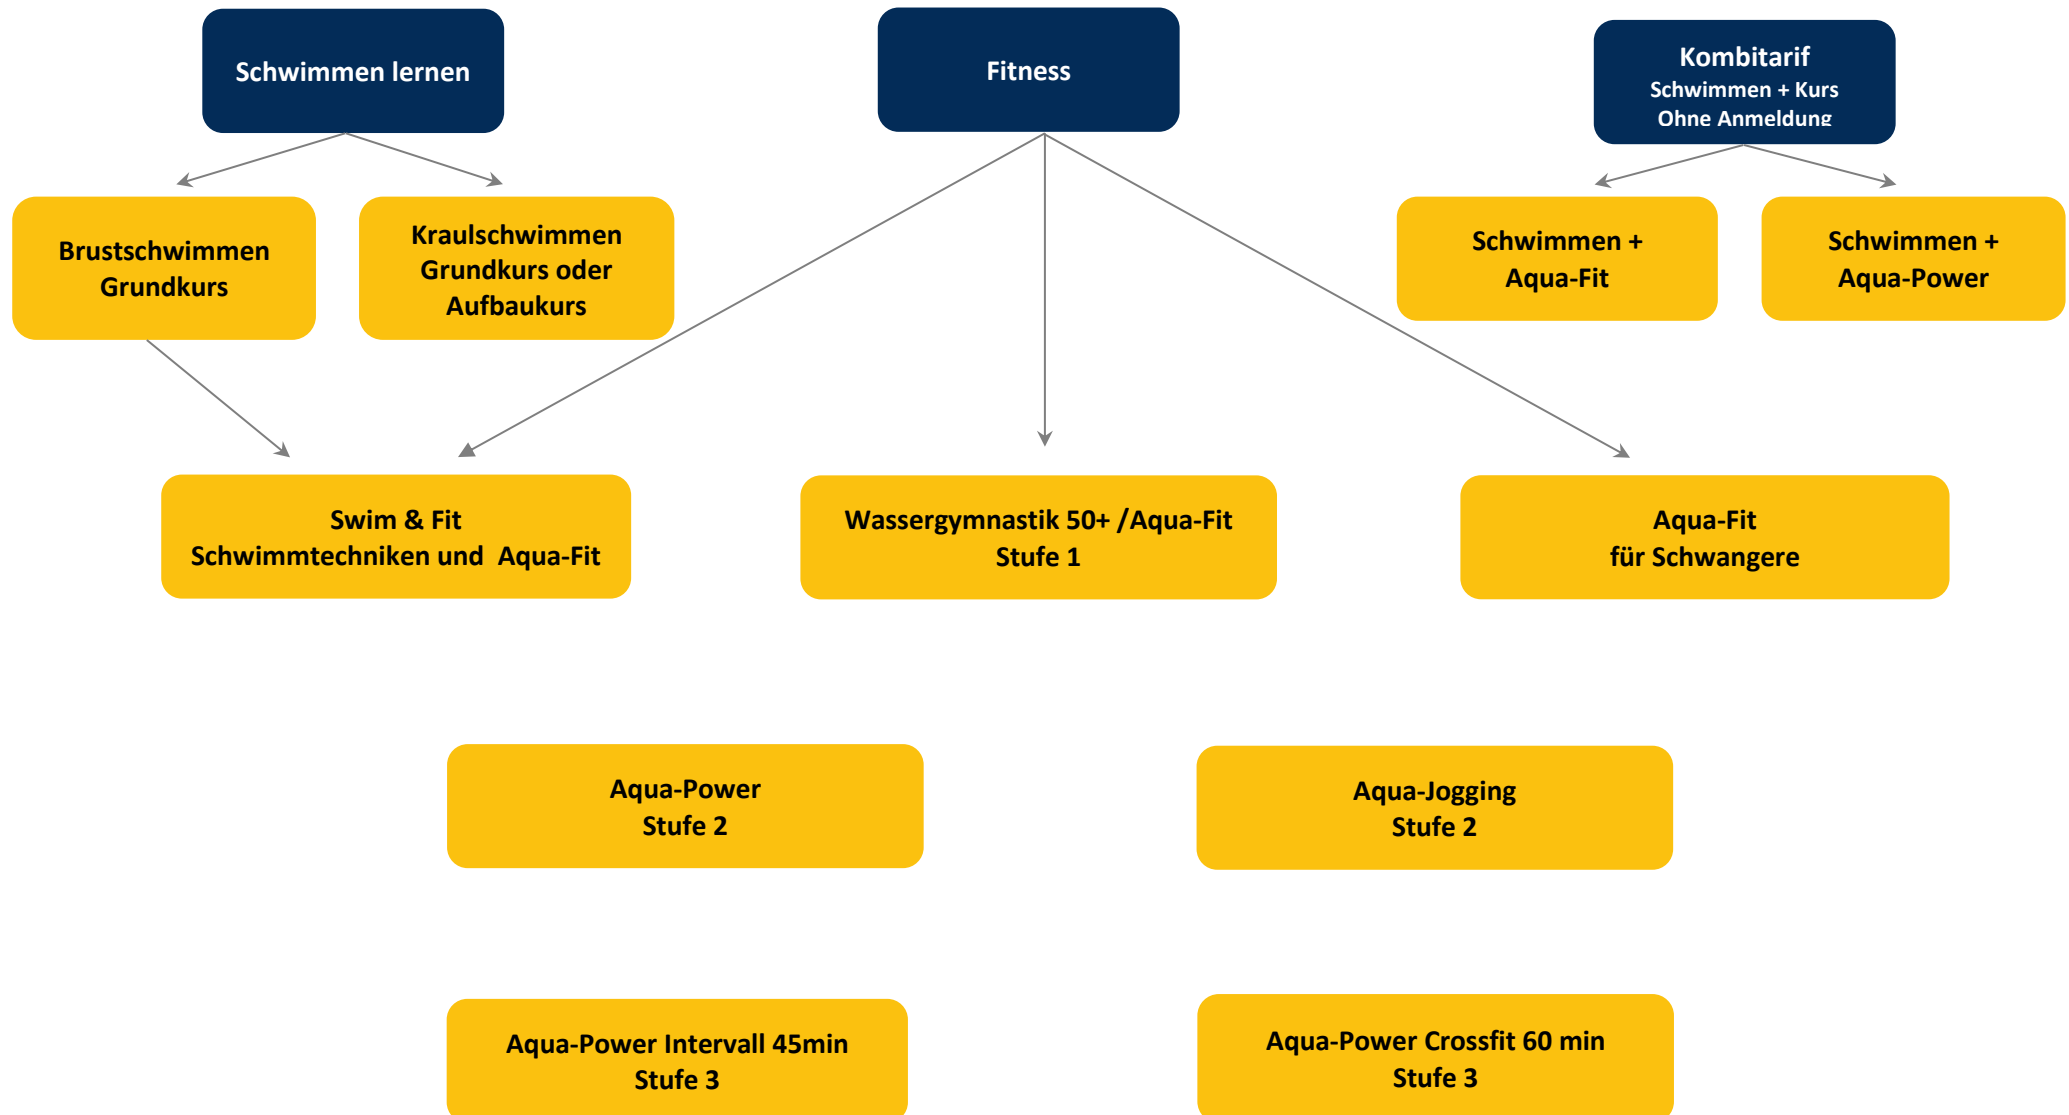 Schwimmen lernen
Fitness
Kombitarif
Schwimmen + Kurs
Ohne Anmeldung
Brustschwimmen
Grundkurs
Kraulschwimmen
Grundkurs oder
Aufbaukurs
Schwimmen +
Aqua-Fit
Schwimmen +
Aqua-Power
Swim & Fit
Schwimmtechniken und  Aqua-Fit
Wassergymnastik 50+ /Aqua-Fit
Stufe 1
Aqua-Fit
für Schwangere
Aqua-Power
Stufe 2
Aqua-Jogging
Stufe 2
Aqua-Power Intervall 45min
Stufe 3
Aqua-Power Crossfit 60 min
Stufe 3